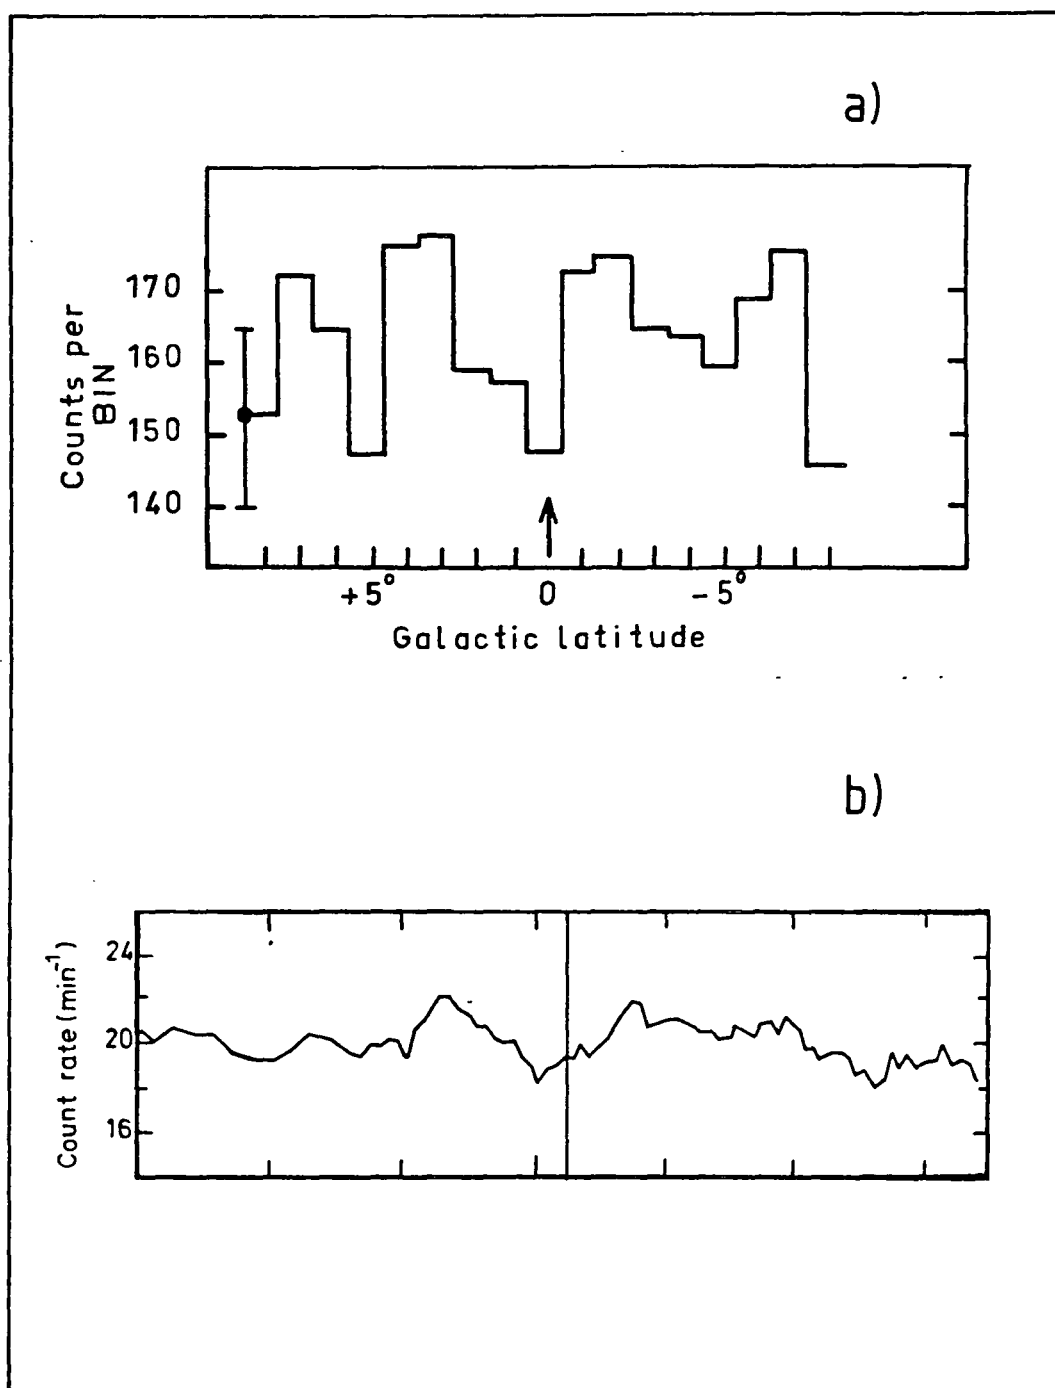 a)
170
160
150
140
Counts per
BIN
+5°
0
-5°
Galactic latitude
b)
24
20
16
Count rate (min⁻¹)